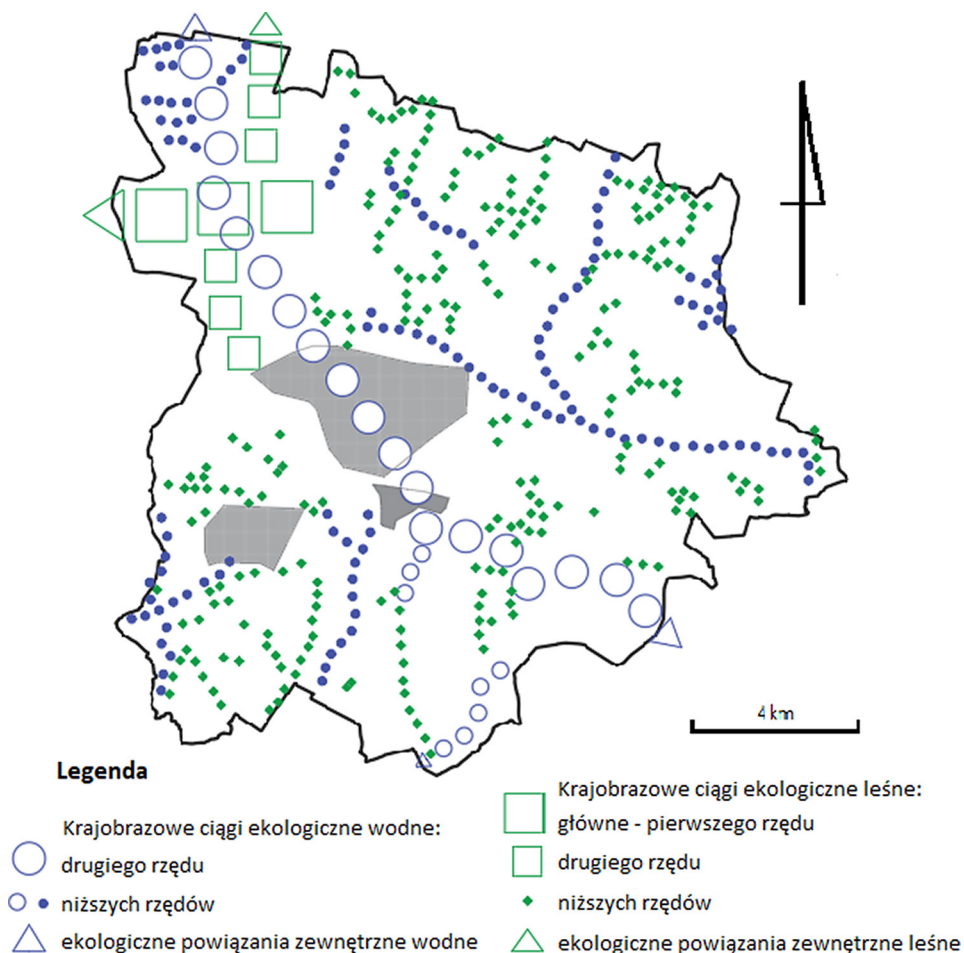 4 km
Legenda
Krajobrazowe ciągi ekologiczne wodne:
drugiego rzędu
niższych rzędów
ekologiczne powiązania zewnętrzne wodne
Krajobrazowe ciągi ekologiczne leśne:
główne - pierwszego rzędu
drugiego rzędu
niższych rzędów
ekologiczne powiązania zewnętrzne leśne